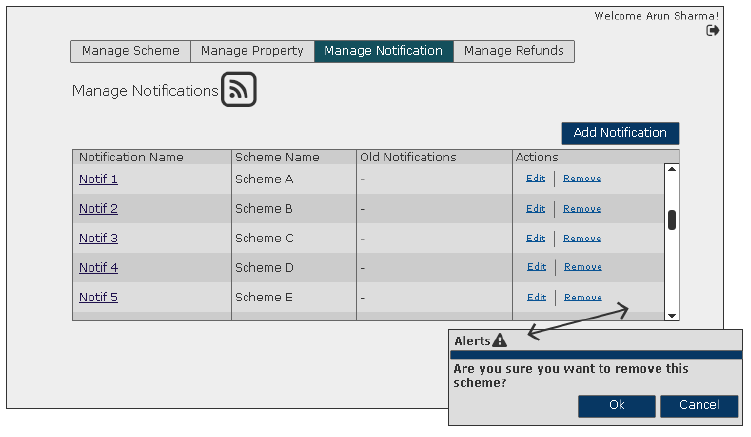 Welcome Arun Sharma!
Manage Scheme Manage Property Manage Notification Manage Refunds
Manage Notifications
Add Notification
Notification Name Scheme Name Old Notifications Actions
Notif 1 Scheme A - Edit Remove
Notif 2 Scheme B - Edit Remove
Notif 3 Scheme C - Edit Remove
Notif 4 Scheme D - Edit Remove
Notif 5 Scheme E - Edit Remove
Alerts
Are you sure you want to remove this
scheme?
Ok Cancel